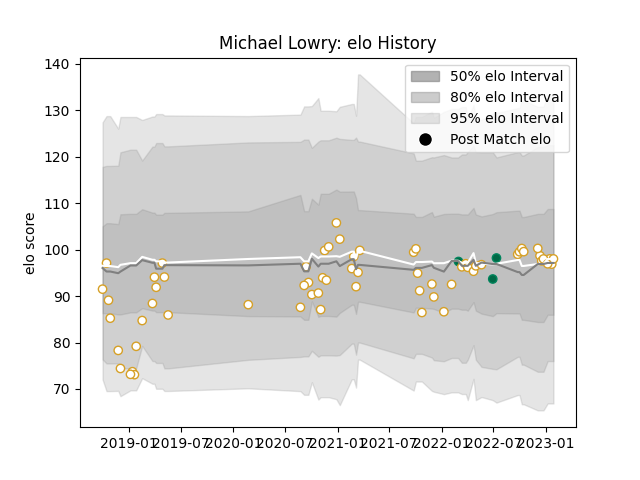 Michael Lowry: elo History
140
130
120
110
100
90
80
70
elo score
50% elo Interval
80% elo Interval
95% elo Interval
Post Match elo
2019-01 2019-07 2020-01 2020-07 2021-01 2021-07 2022-01 2022-07 2023-01